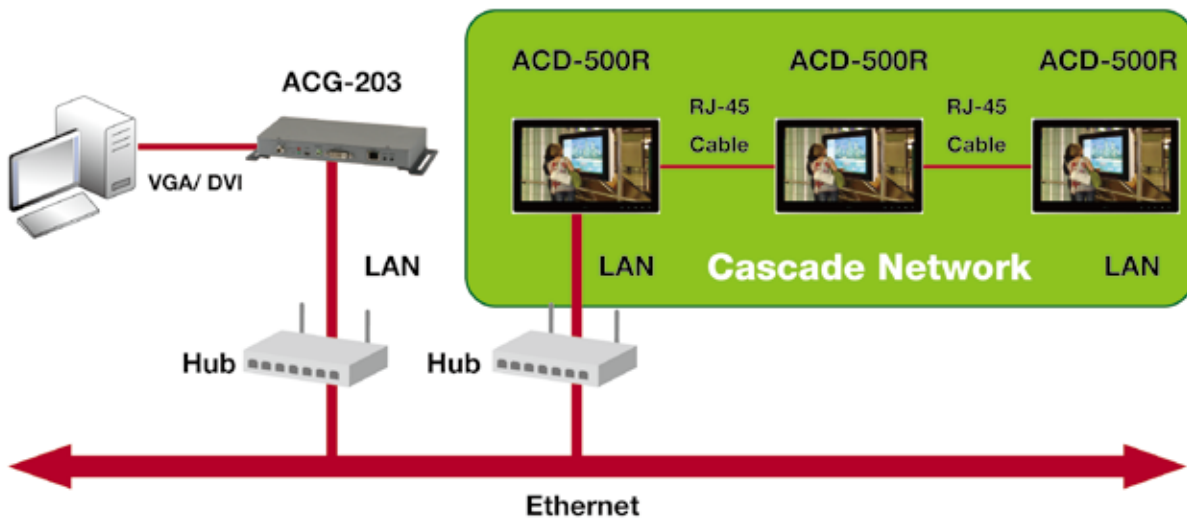 ACD-500R
ACD-500R
ACD-500R
ACG-203
RJ-45
Cable
RJ-45
Cable
VGA/ DVI
LAN
LAN
Cascade Network
LAN
Hub
Hub
Ethernet